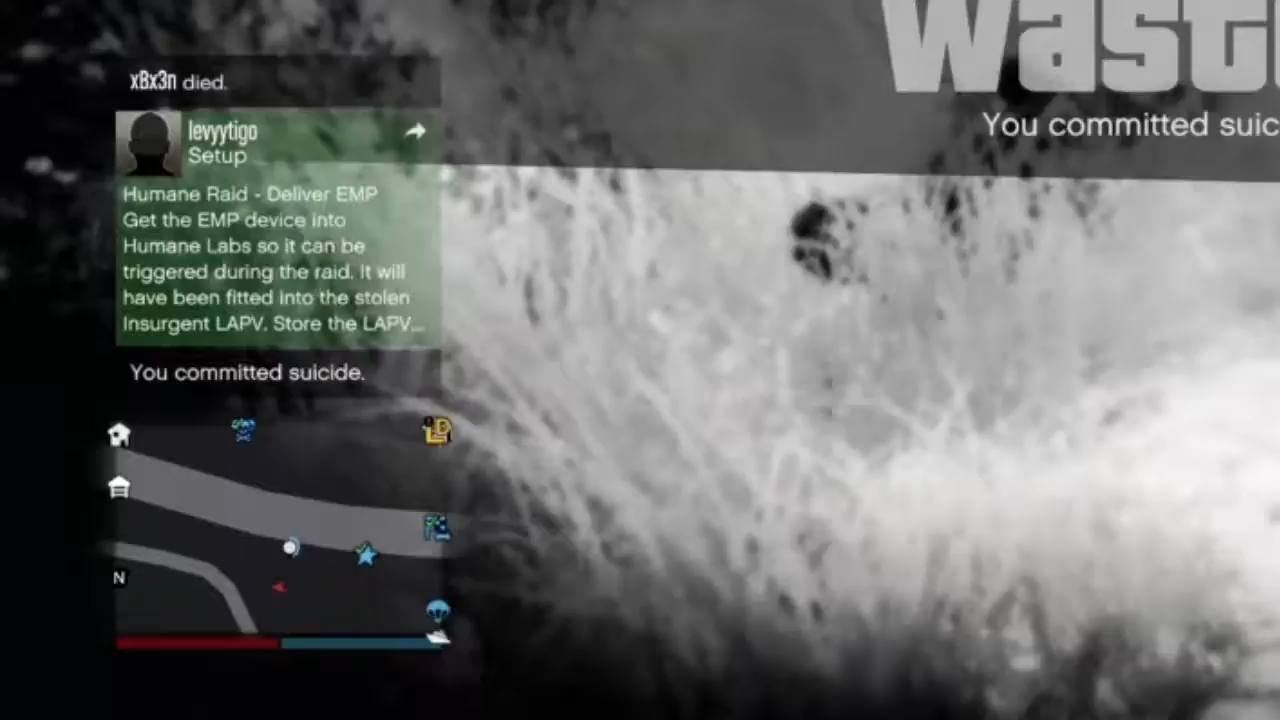 Waste
You committed suic
xBx3n died.
levyytigo
Setup
Humane Raid - Deliver EMP
Get the EMP device into
Humane Labs so it can be
triggered during the raid. It will
have been fitted into the stolen
Insurgent LAPV. Store the LAPV...
You committed suicide.
LD
N